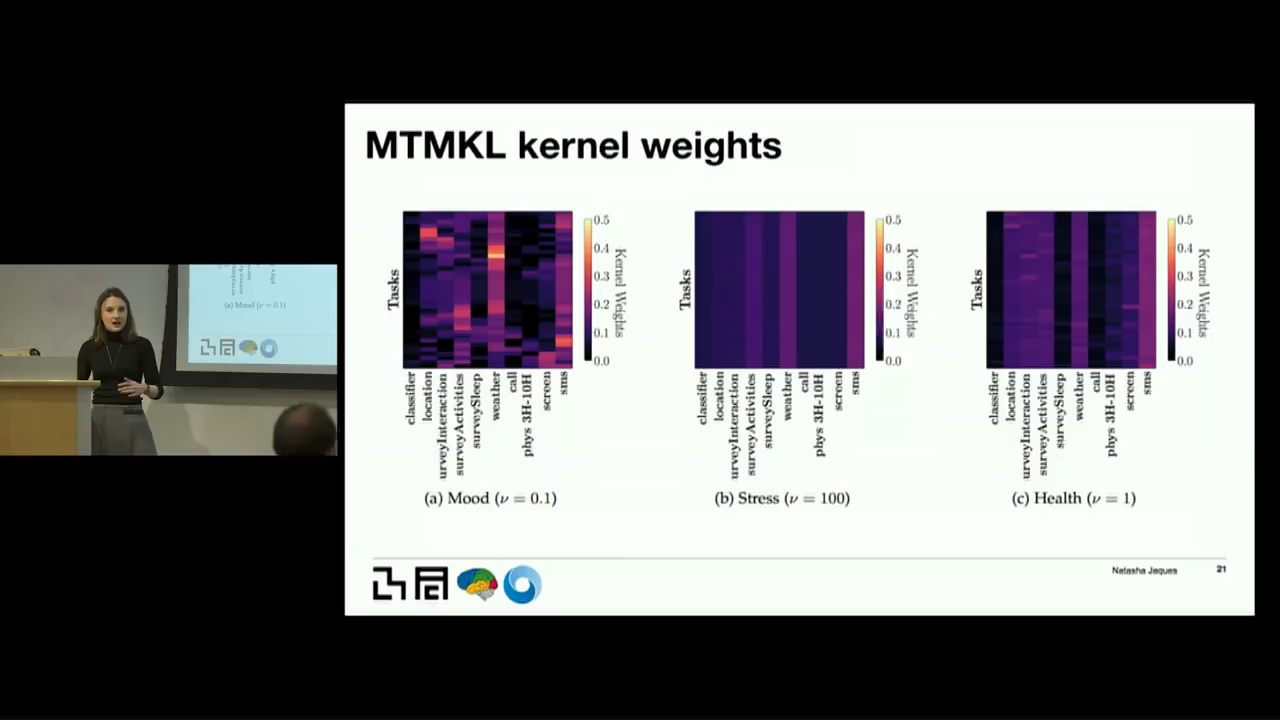 MTMKL kernel weights
Tasks
0.5
0.4
0.3
0.2
0.1
0.0
Kernel Weights
classifier
location
urveyInteraction
surveyActivities
surveySleep
weather
call
phys 3H-10H
screen
sms
(a) Mood (ν = 0.1)
Tasks
0.5
0.4
0.3
0.2
0.1
0.0
Kernel Weights
classifier
location
urveyInteraction
surveyActivities
surveySleep
weather
call
phys 3H-10H
screen
sms
(b) Stress (ν = 100)
Tasks
0.5
0.4
0.3
0.2
0.1
0.0
Kernel Weights
classifier
location
urveyInteraction
surveyActivities
surveySleep
weather
call
phys 3H-10H
screen
sms
(c) Health (ν = 1)
Natasha Jaques
21
(a) Mood (ν = 0.1)